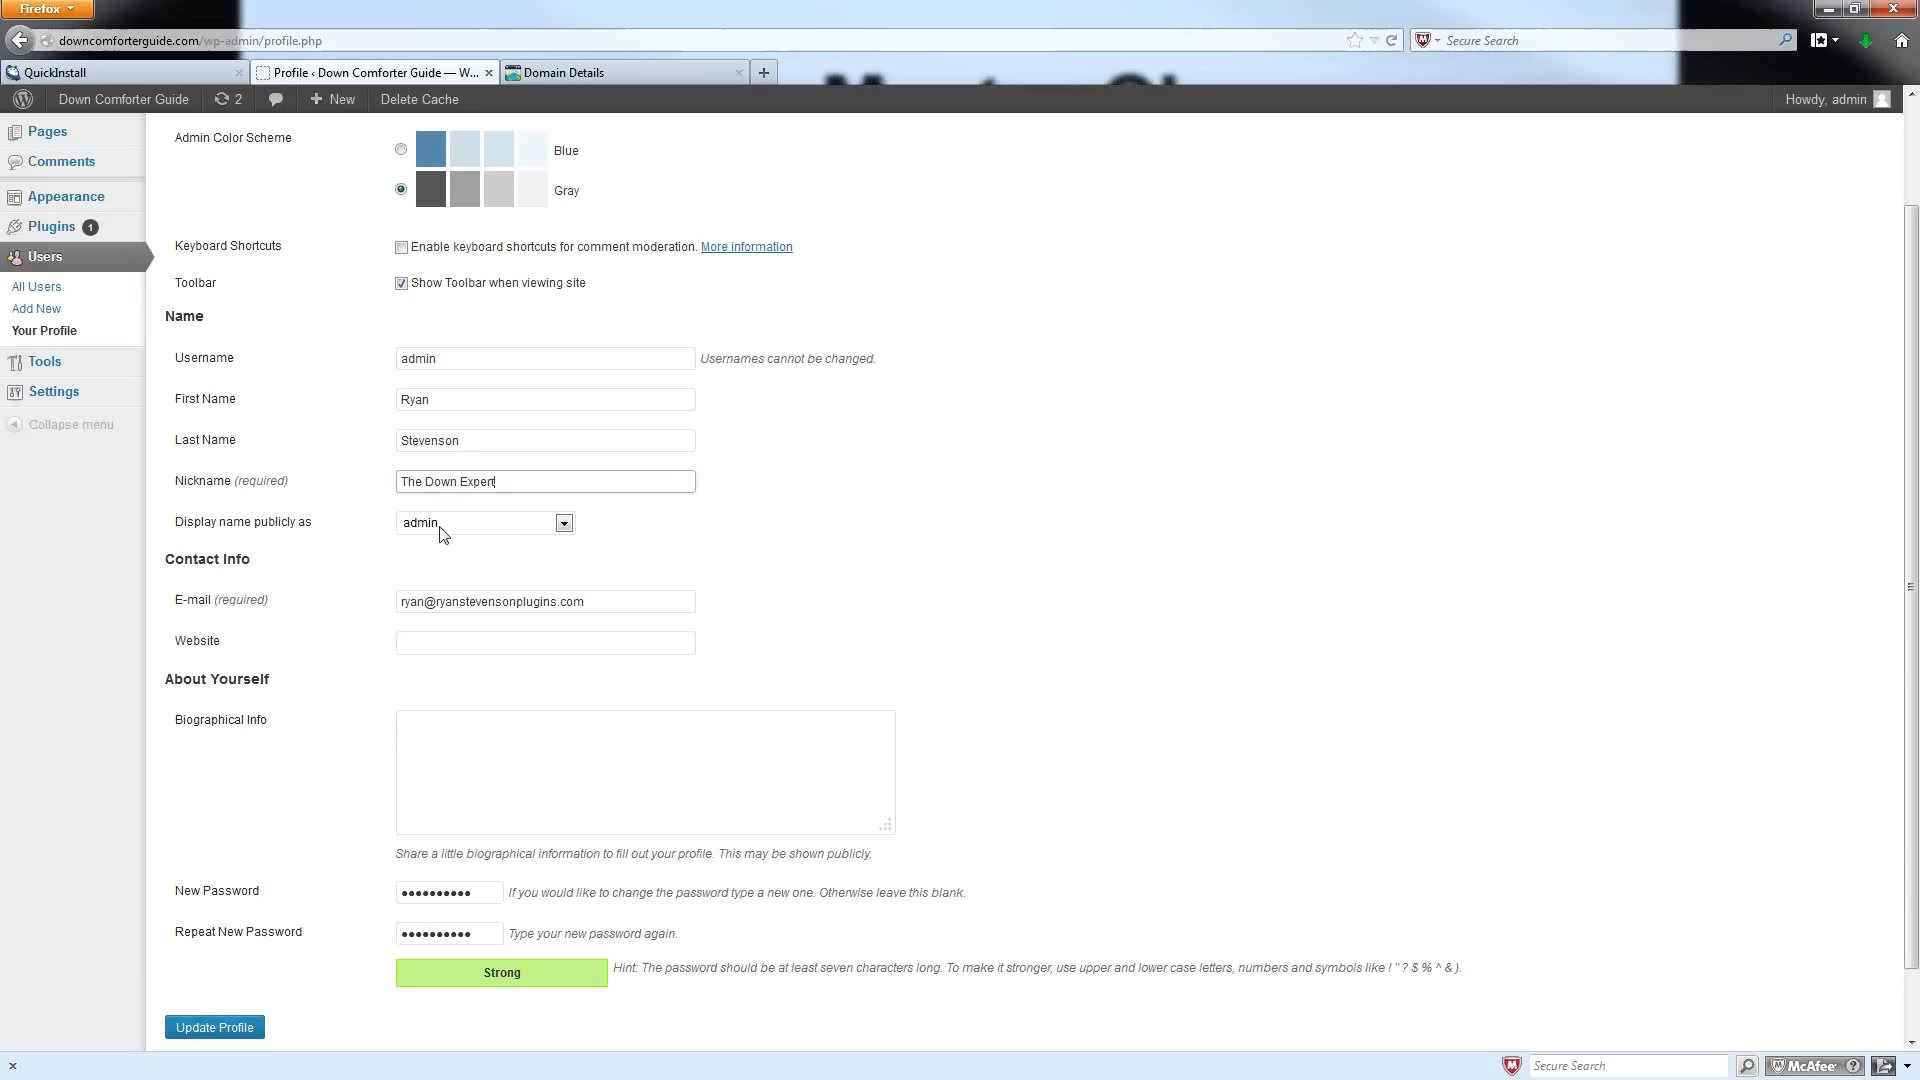 Firefox
downcomforterguide.com/wp-admin/profile.php
Secure Search
QuickInstall
Profile ‹ Down Comforter Guide — W...
Domain Details
Down Comforter Guide
2
New
Delete Cache
Howdy, admin
Pages
Comments
Appearance
Plugins 1
Users
All Users
Add New
Your Profile
Tools
Settings
Collapse menu
Admin Color Scheme
Blue
Gray
Keyboard Shortcuts
Enable keyboard shortcuts for comment moderation. More information
Toolbar
Show Toolbar when viewing site
Name
Username
admin
Usernames cannot be changed.
First Name
Ryan
Last Name
Stevenson
Nickname (required)
The Down Expert
Display name publicly as
admin
Contact Info
E-mail (required)
ryan@ryanstevensonplugins.com
Website
About Yourself
Biographical Info
Share a little biographical information to fill out your profile. This may be shown publicly.
New Password
●●●●●●●●●●
If you would like to change the password type a new one. Otherwise leave this blank.
Repeat New Password
●●●●●●●●●●
Type your new password again.
Strong
Hint: The password should be at least seven characters long. To make it stronger, use upper and lower case letters, numbers and symbols like ! " ? $ % ^ & ).
Update Profile
Secure Search
McAfee